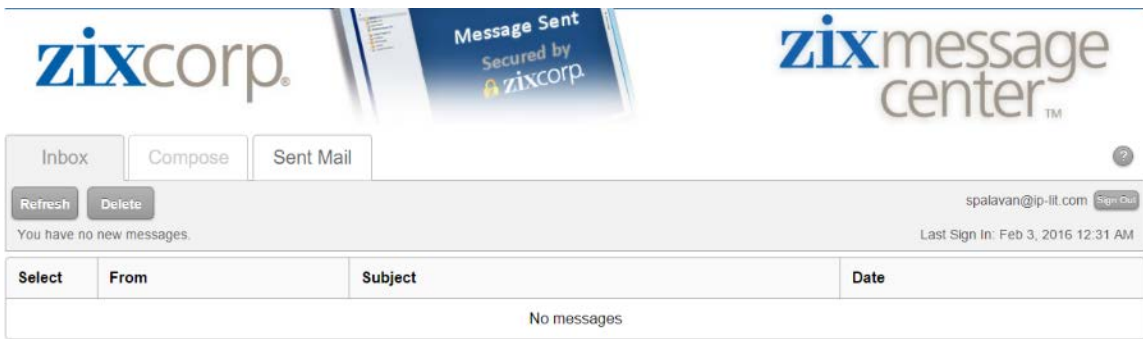 zixcorp®
Message Sent
Secured by
zixcorp
zixmessage
center™
Inbox Compose Sent Mail ?
Refresh Delete
spalavan@ip-lit.com Sign Out
You have no new messages.
Last Sign In: Feb 3, 2016 12:31 AM
Select From Subject Date
No messages